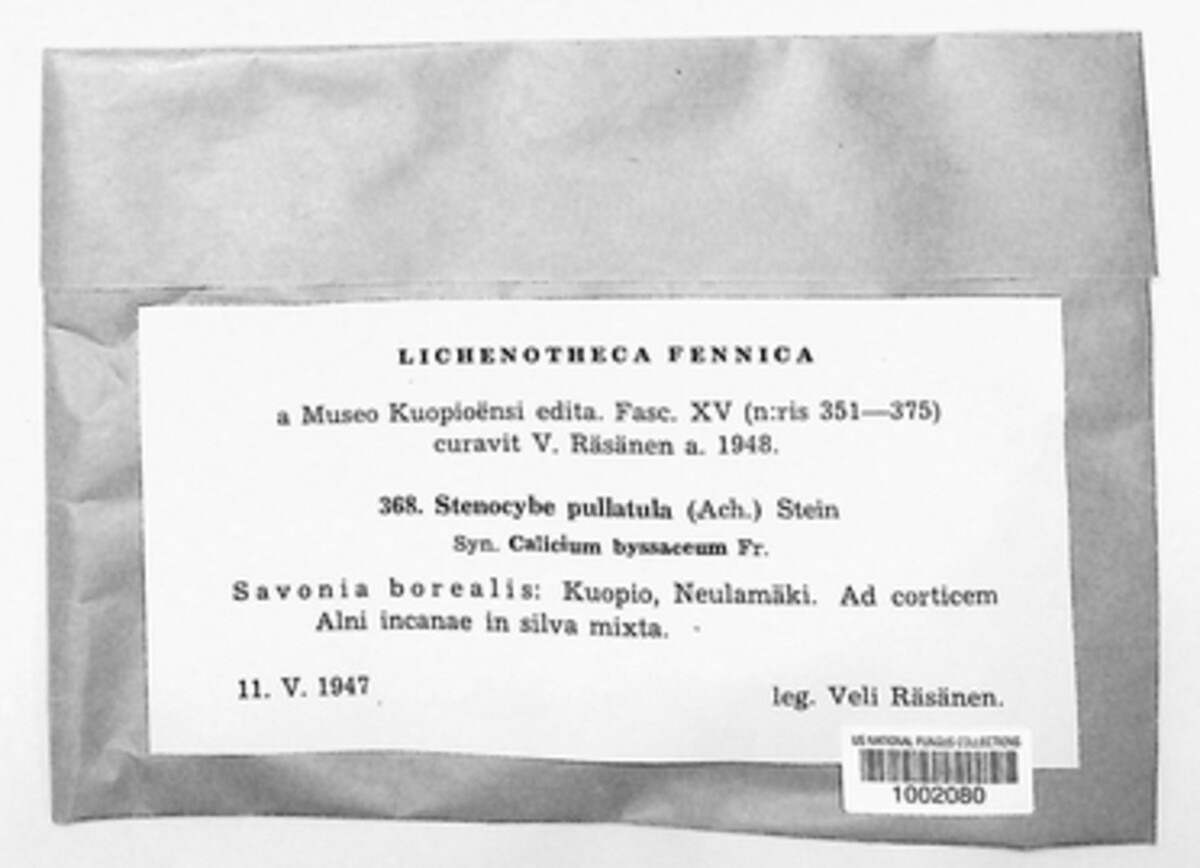 LICHENOTHECA FENNICA
a Museo Kuopioënsi edita. Fasc. XV (n:ris 351—375)
curavit V. Räsänen a. 1948.
368. Stenocybe pullatula (Ach.) Stein
Syn. Calicium byssaceum Fr.
Savonia borealis: Kuopio, Neulamäki. Ad corticem
Alni incanae in silva mixta.
11. V. 1947
leg. Veli Räsänen.
US NATIONAL FUNGUS COLLECTIONS
1002080